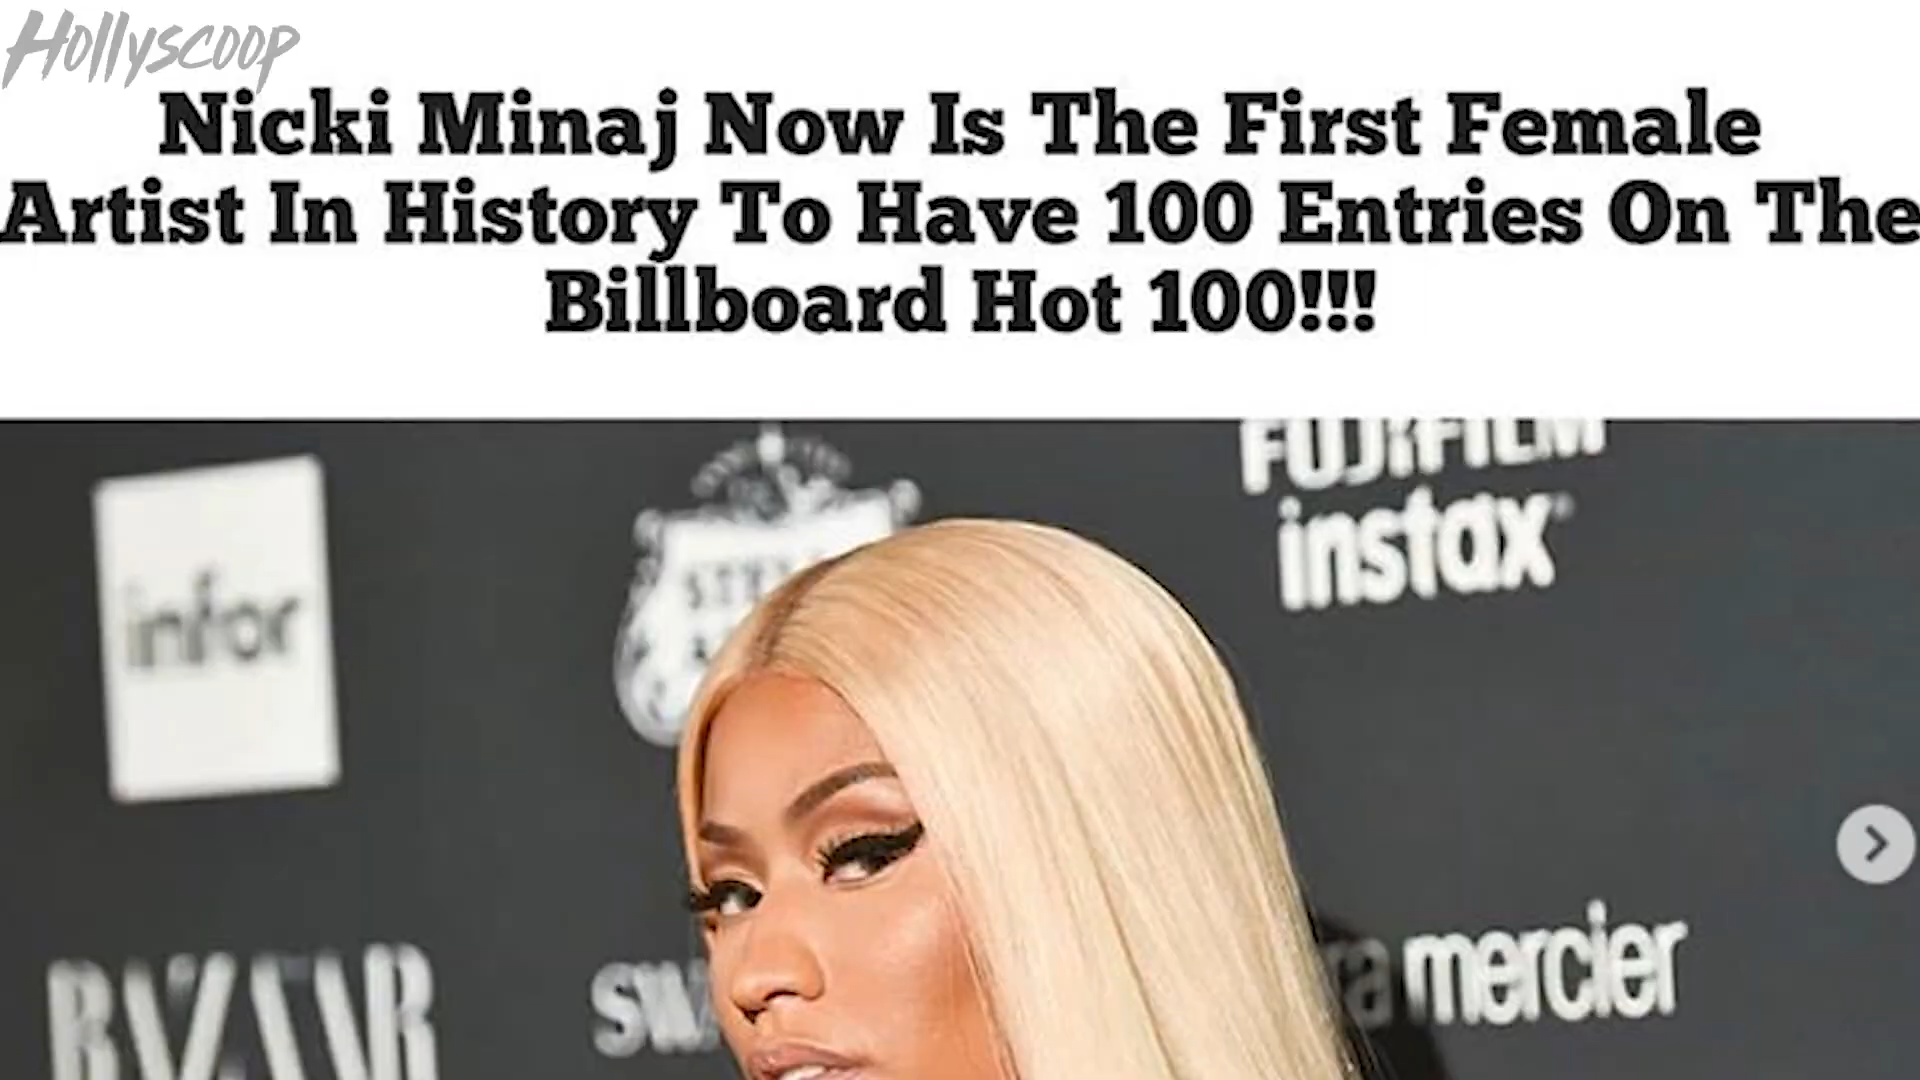 Hollyscoop
Nicki Minaj Now Is The First Female
Artist In History To Have 100 Entries On The
Billboard Hot 100!!!
FUJIFILM
instax
infor
BAZAAR
mercier